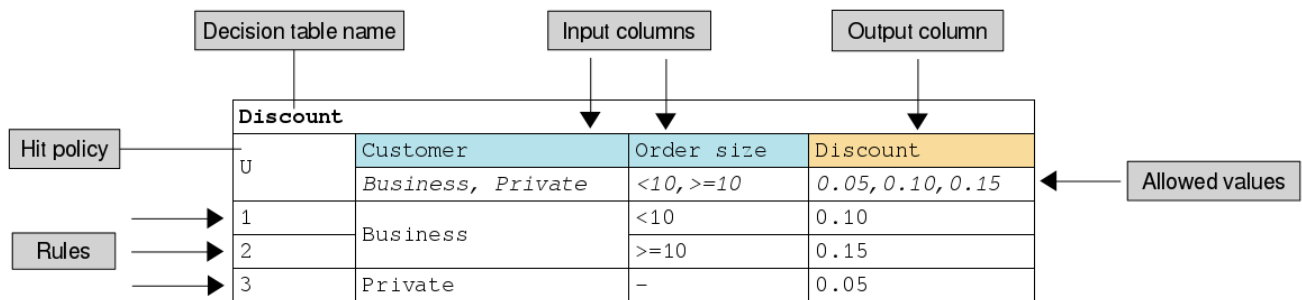 Decision table name
Input columns
Output column
Discount
Hit policy
U
Customer
Order size
Discount
Business, Private
<10,>=10
0.05,0.10,0.15
Allowed values
Rules
1
Business
<10
0.10
2
>=10
0.15
3
Private
-
0.05